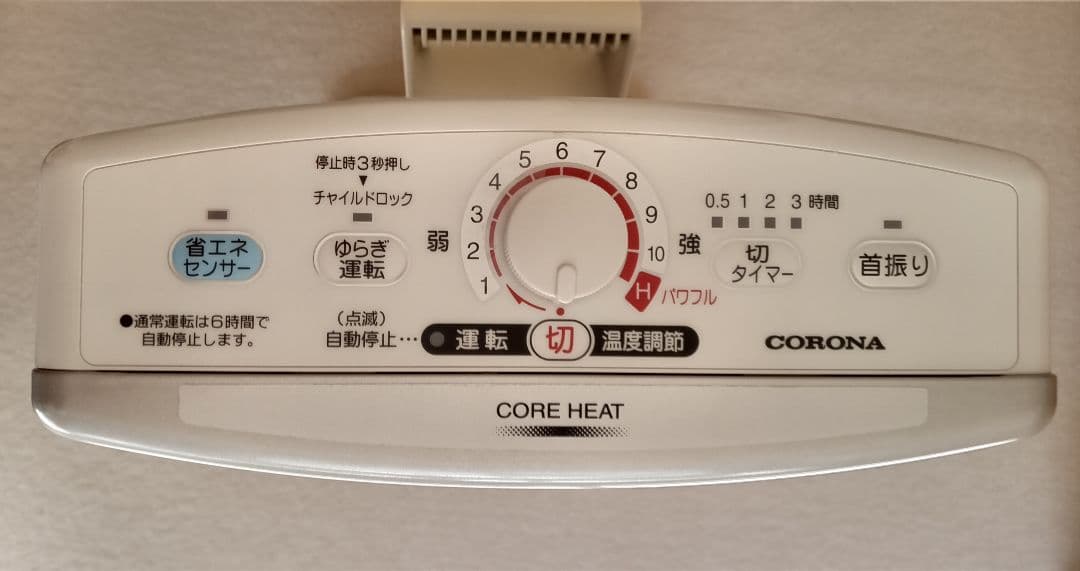 停止時3秒押し
▼
チャイルドロック
省エネ
センサー
ゆらぎ
運転
弱
1
2
3
4
5
6
7
8
9
10
H
パワフル
強
0.5 1 2 3 時間
切
タイマー
首振り
●通常運転は6時間で
自動停止します。
(点滅)
自動停止…
運転
切
温度調節
CORONA
CORE HEAT